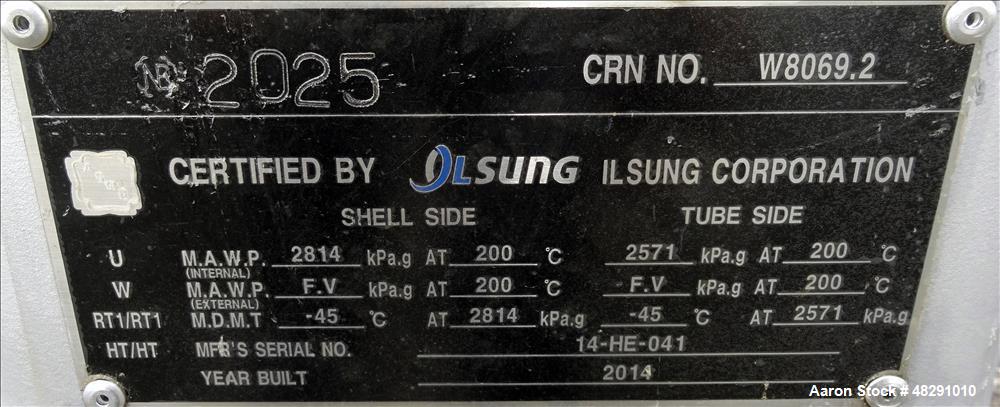 NB 2025 CRN NO. W8069.2
CERTIFIED BY ILSUNG ILSUNG CORPORATION
SHELL SIDE TUBE SIDE
U M.A.W.P. (INTERNAL) 2814 kPa.g AT 200 °C 2571 kPa.g AT 200 °C
W M.A.W.P. (EXTERNAL) F.V kPa.g AT 200 °C F.V kPa.g AT 200 °C
RT1/RT1 M.D.M.T -45 °C AT 2814 kPa.g -45 °C AT 2571 kPa.g
HT/HT MFR'S SERIAL NO. 14-HE-041
YEAR BUILT 2014
Aaron Stock # 48291010